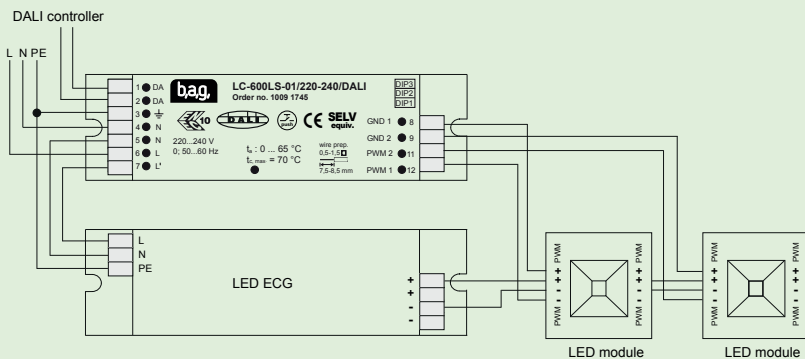 DALI controller
L N PE
1 DA
2 DA
3
4 N
5 N
6 L
7 L'
b.a.g.
LC-600LS-01/220-240/DALI
Order no. 1009 1745
10
DALI
push
CE
SELV
equiv.
220...240 V
0; 50...60 Hz
ta : 0 ... 65 °C
tc, max. = 70 °C
wire prep.
0,5-1,5
7,5-8,5 mm
DIP3
DIP2
DIP1
GND 1 8
GND 2 9
PWM 2 11
PWM 1 12
L
N
PE
LED ECG
+
+
-
-
PWM
+
+
-
-
PWM
PWM
+
+
-
-
PWM
LED module
PWM
+
+
-
-
PWM
PWM
+
+
-
-
PWM
LED module